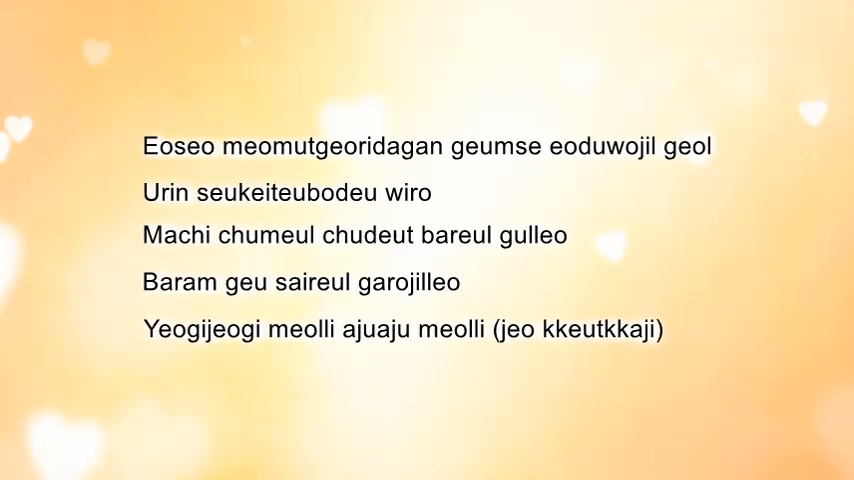 Eoseo meomutgeoridagan geumse eoduwojil geol
Urin seukeiteubodeu wiro
Machi chumeul chudeut bareul gulleo
Baram geu saireul garojilleo
Yeogijeogi meolli ajuaju meolli (jeo kkeutkkaji)